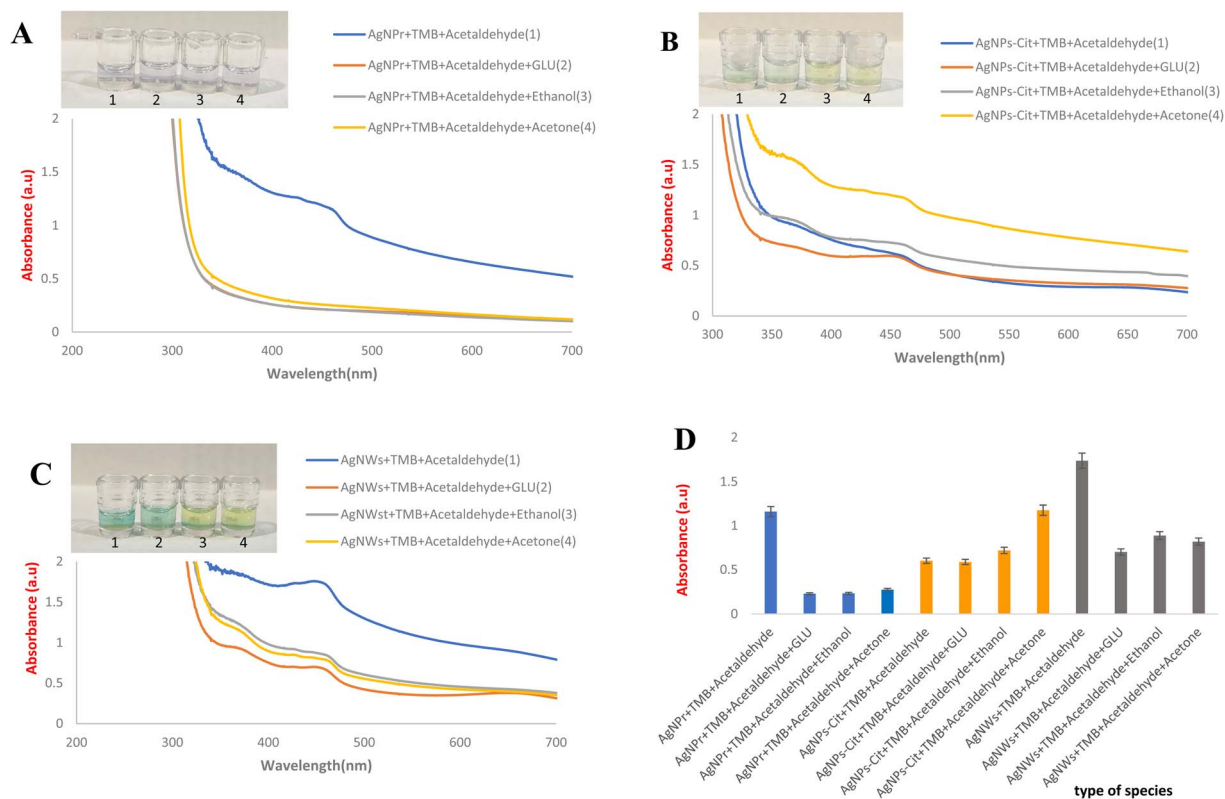 A
1 2 3 4
AgNPr+TMB+Acetaldehyde(1)
AgNPr+TMB+Acetaldehyde+GLU(2)
AgNPr+TMB+Acetaldehyde+Ethanol(3)
AgNPr+TMB+Acetaldehyde+Acetone(4)
Absorbance (a.u)
2
1.5
1
0.5
0
200 300 400 500 600 700
Wavelength(nm)
B
1 2 3 4
AgNPs-Cit+TMB+Acetaldehyde(1)
AgNPs-Cit+TMB+Acetaldehyde+GLU(2)
AgNPs-Cit+TMB+Acetaldehyde+Ethanol(3)
AgNPs-Cit+TMB+Acetaldehyde+Acetone(4)
Absorbance (a.u)
2
1.5
1
0.5
0
300 350 400 450 500 550 600 650 700
Wavelength(nm)
C
1 2 3 4
AgNWs+TMB+Acetaldehyde(1)
AgNWs+TMB+Acetaldehyde+GLU(2)
AgNWst+TMB+Acetaldehyde+Ethanol(3)
AgNWs+TMB+Acetaldehyde+Acetone(4)
Absorbance (a.u)
2
1.5
1
0.5
0
200 300 400 500 600 700
Wavelength(nm)
D
Absorbance (a.u)
2
1.5
1
0.5
0
AgNPr+TMB+Acetaldehyde
AgNPr+TMB+Acetaldehyde+GLU
AgNPr+TMB+Acetaldehyde+Ethanol
AgNPr+TMB+Acetaldehyde+Acetone
AgNPs-Cit+TMB+Acetaldehyde
AgNPs-Cit+TMB+Acetaldehyde+GLU
AgNPs-Cit+TMB+Acetaldehyde+Ethanol
AgNPs-Cit+TMB+Acetaldehyde+Acetone
AgNWs+TMB+Acetaldehyde
AgNWs+TMB+Acetaldehyde+GLU
AgNWs+TMB+Acetaldehyde+Ethanol
AgNWs+TMB+Acetaldehyde+Acetone
type of species